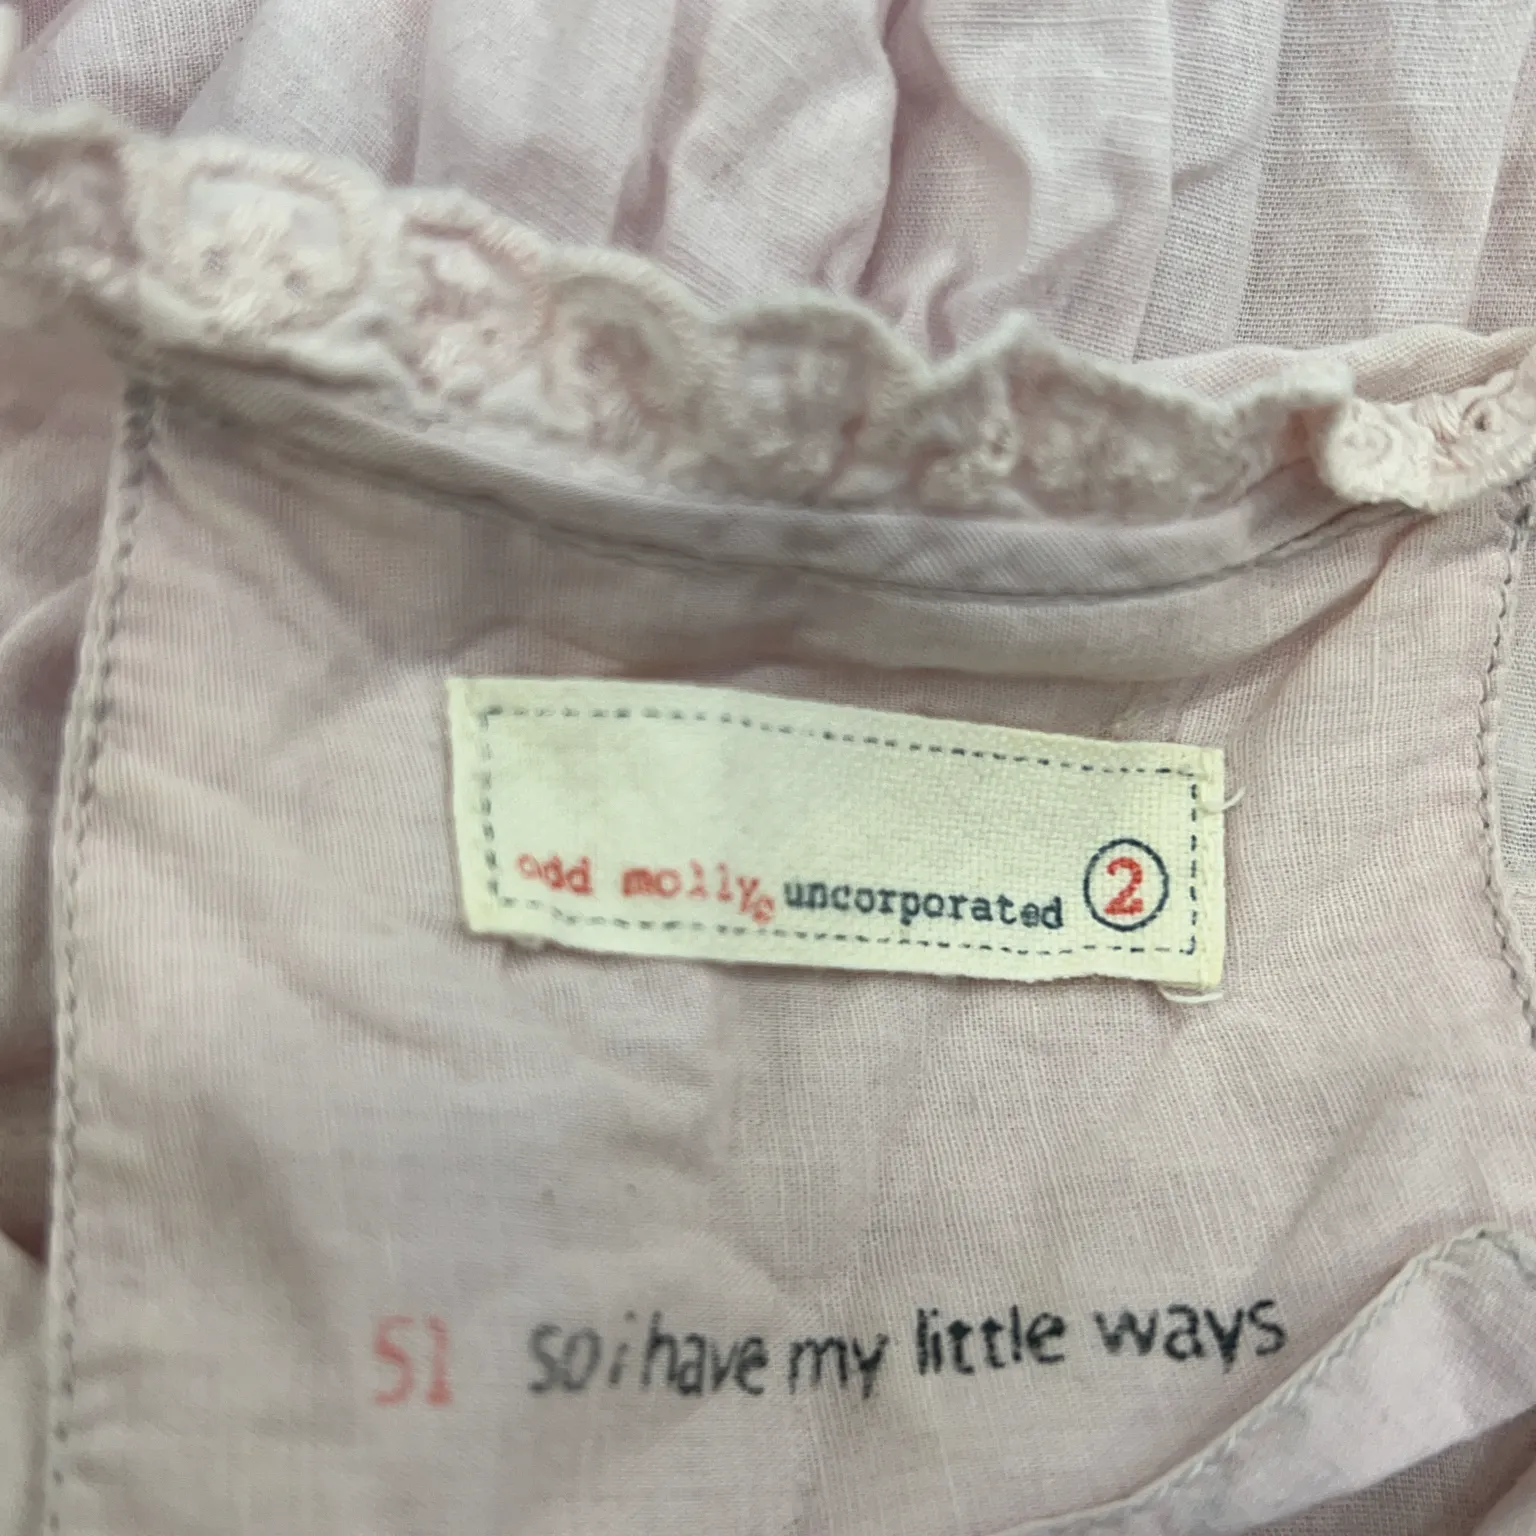 odd molly uncorporated 2
51 so i have my little ways